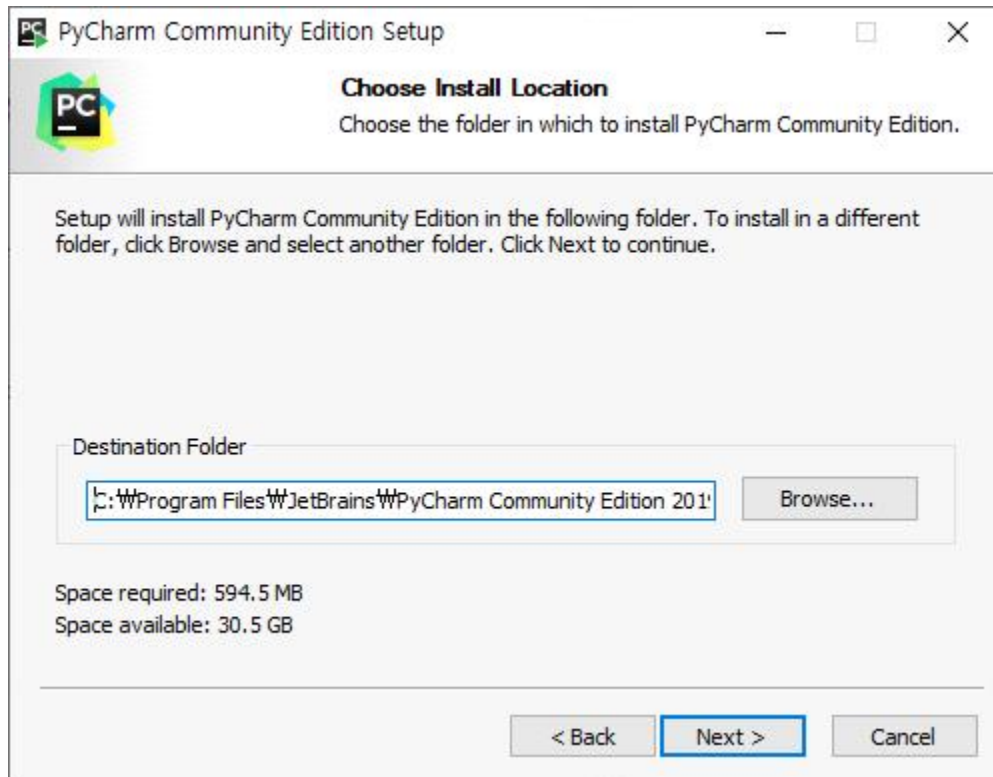 PyCharm Community Edition Setup
PC
Choose Install Location
Choose the folder in which to install PyCharm Community Edition.
Setup will install PyCharm Community Edition in the following folder. To install in a different
folder, click Browse and select another folder. Click Next to continue.
Destination Folder
C:₩Program Files₩JetBrains₩PyCharm Community Edition 201
Browse...
Space required: 594.5 MB
Space available: 30.5 GB
< Back
Next >
Cancel